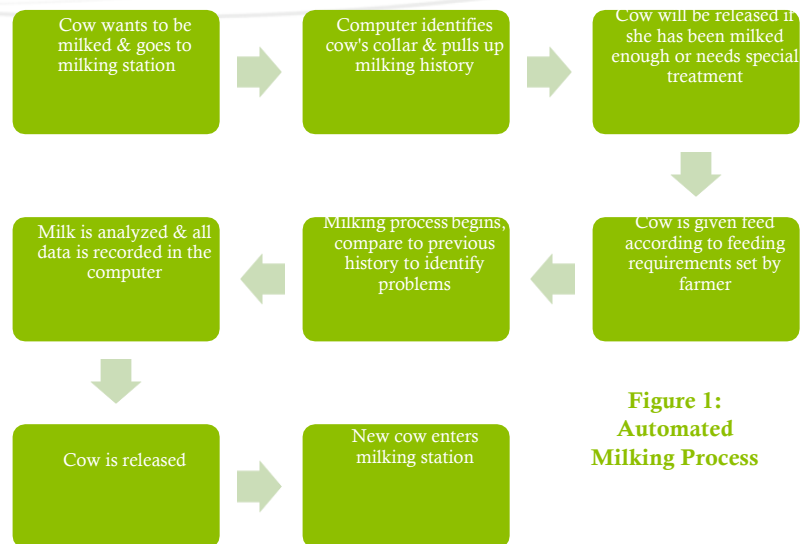 Cow wants to be
milked & goes to
milking station
Computer identifies
cow's collar & pulls up
milking history
Cow will be released if
she has been milked
enough or needs special
treatment
Cow is given feed
according to feeding
requirements set by
farmer
Milking process begins,
compare to previous
history to identify
problems
Milk is analyzed & all
data is recorded in the
computer
Cow is released
New cow enters
milking station
Figure 1:
Automated
Milking Process